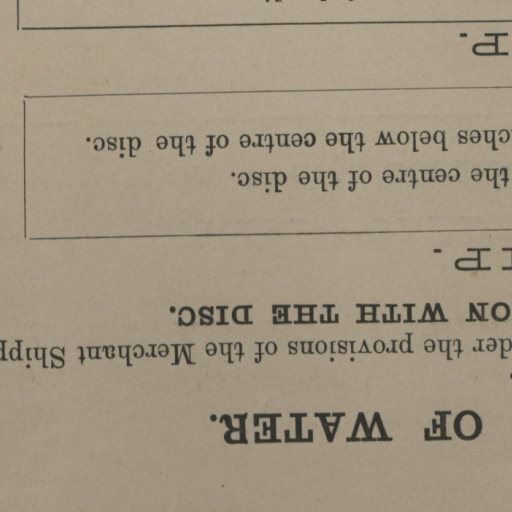 OF WATER.
der the provisions of the Merchant Shipp
ON WITH THE DISC.
IP.
the centre of the disc.
ches below the centre of the disc.
P.